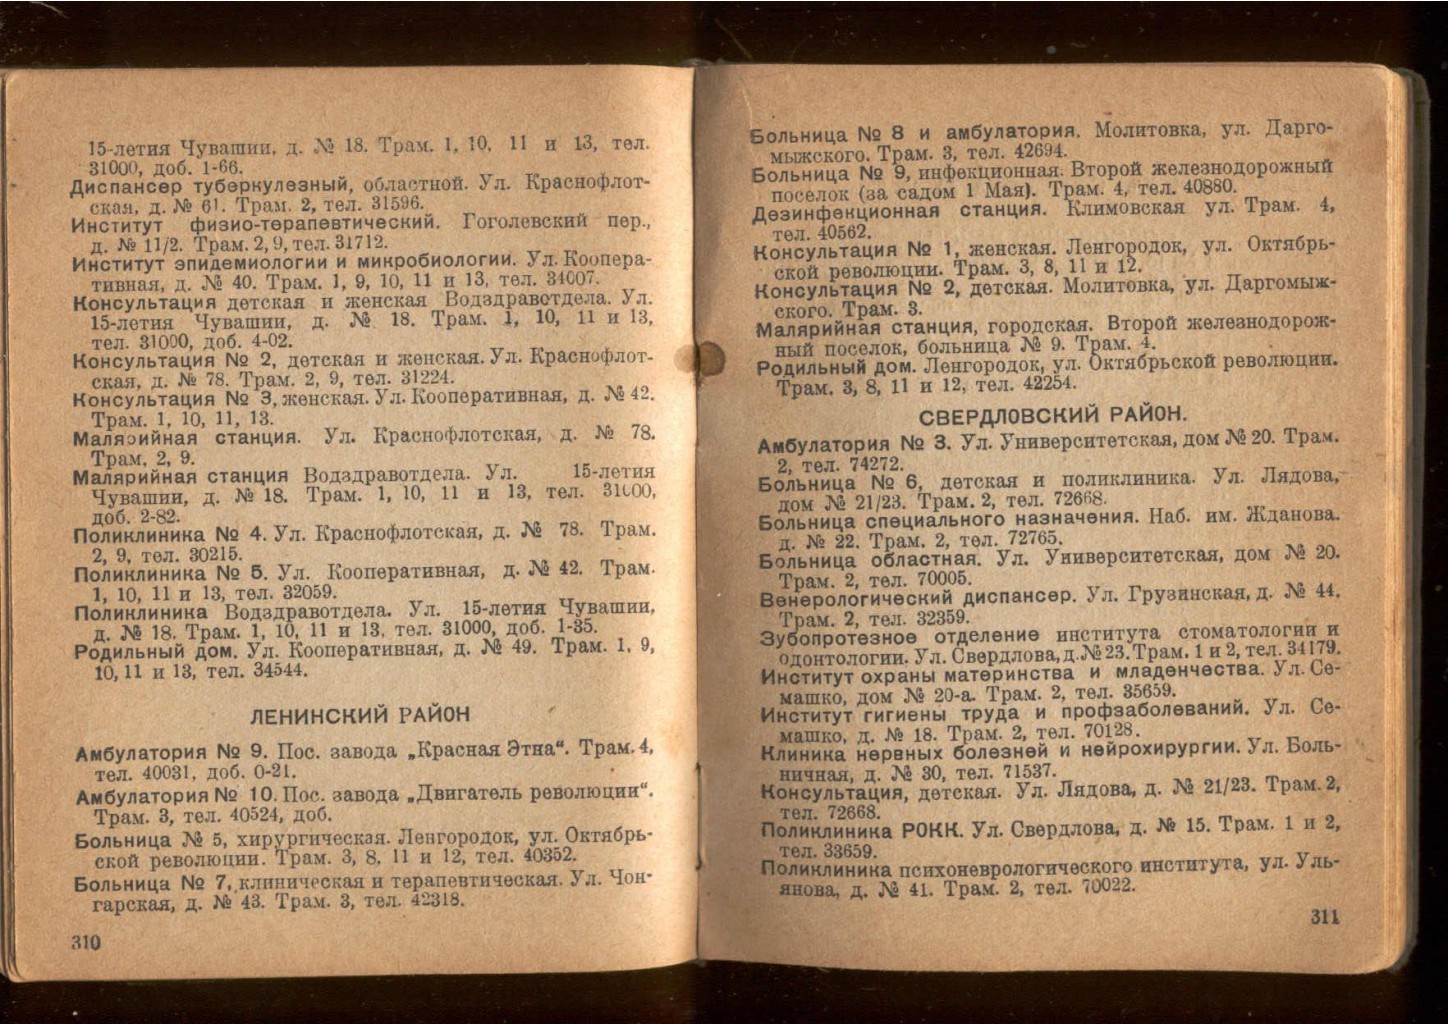 15-летия Чувашии, д. № 18. Трам. 1, 10, 11 и 13, тел.
31000, доб. 1-66.
Диспансер туберкулезный, областной. Ул. Краснофлот-
ская, д. № 61. Трам. 2, тел. 31596.
Институт физио-терапевтический. Гоголевский пер.,
д. № 11/2. Трам. 2, 9, тел. 31712.
Институт эпидемиологии и микробиологии. Ул. Коопера-
тивная, д. № 40. Трам. 1, 9, 10, 11 и 13, тел. 34007.
Консультация детская и женская Водздравотдела. Ул.
15-летия Чувашии, д. № 18. Трам. 1, 10, 11 и 13,
тел. 31000, доб. 4-02.
Консультация № 2, детская и женская. Ул. Краснофлот-
ская, д. № 78. Трам. 2, 9, тел. 31224.
Консультация № 3, женская. Ул. Кооперативная, д. № 42.
Трам. 1, 10, 11, 13.
Малярийная станция. Ул. Краснофлотская, д. № 78.
Трам. 2, 9.
Малярийная станция Водздравотдела. Ул. 15-летия
Чувашии, д. № 18. Трам. 1, 10, 11 и 13, тел. 31000,
доб. 2-82.
Поликлиника № 4. Ул. Краснофлотская, д. № 78. Трам.
2, 9, тел. 30215.
Поликлиника № 5. Ул. Кооперативная, д. № 42. Трам.
1, 10, 11 и 13, тел. 32059.
Поликлиника Водздравотдела. Ул. 15-летия Чувашии,
д. № 18. Трам. 1, 10, 11 и 13, тел. 31000, доб. 1-35.
Родильный дом. Ул. Кооперативная, д. № 49. Трам. 1, 9,
10, 11 и 13, тел. 34544.
ЛЕНИНСКИЙ РАЙОН
Амбулатория № 9. Пос. завода „Красная Этна“. Трам. 4,
тел. 40031, доб. 0-21.
Амбулатория № 10. Пос. завода „Двигатель революции“.
Трам. 3, тел. 40524, доб.
Больница № 5, хирургическая. Ленгородок, ул. Октябрь-
ской революции. Трам. 3, 8, 11 и 12, тел. 40352.
Больница № 7, клиническая и терапевтическая. Ул. Чон-
гарская, д. № 43. Трам. 3, тел. 42318.
310
Больница № 8 и амбулатория. Молитовка, ул. Дарго-
мыжского. Трам. 3, тел. 42694.
Больница № 9, инфекционная. Второй железнодорожный
поселок (за садом 1 Мая). Трам. 4, тел. 40880.
Дезинфекционная станция. Климовская ул. Трам. 4,
тел. 40562.
Консультация № 1, женская. Ленгородок, ул. Октябрь-
ской революции. Трам. 3, 8, 11 и 12.
Консультация № 2, детская. Молитовка, ул. Даргомыж-
ского. Трам. 3.
Малярийная станция, городская. Второй железнодорож-
ный поселок, больница № 9. Трам. 4.
Родильный дом. Ленгородок, ул. Октябрьской революции.
Трам. 3, 8, 11 и 12, тел. 42254.
СВЕРДЛОВСКИЙ РАЙОН.
Амбулатория № 3. Ул. Университетская, дом № 20. Трам.
2, тел. 74272.
Больница № 6, детская и поликлиника. Ул. Лядова,
дом № 21/23. Трам. 2, тел. 72668.
Больница специального назначения. Наб. им. Жданова.
д. № 22. Трам. 2, тел. 72765.
Больница областная. Ул. Университетская, дом № 20.
Трам. 2, тел. 70005.
Венерологический диспансер. Ул. Грузинская, д. № 44.
Трам. 2, тел. 32359.
Зубопротезное отделение института стоматологии и
одонтологии. Ул. Свердлова, д. № 23. Трам. 1 и 2, тел. 34179.
Институт охраны материнства и младенчества. Ул. Се-
машко, дом № 20-а. Трам. 2, тел. 35659.
Институт гигиены труда и профзаболеваний. Ул. Се-
машко, д. № 18. Трам. 2, тел. 70128.
Клиника нервных болезней и нейрохирургии. Ул. Боль-
ничная, д. № 30, тел. 71537.
Консультация, детская. Ул. Лядова, д. № 21/23. Трам. 2,
тел. 72668.
Поликлиника РОКК. Ул. Свердлова, д. № 15. Трам. 1 и 2,
тел. 33659.
Поликлиника психоневрологического института, ул. Уль-
янова, д. № 41. Трам. 2, тел. 70022.
311